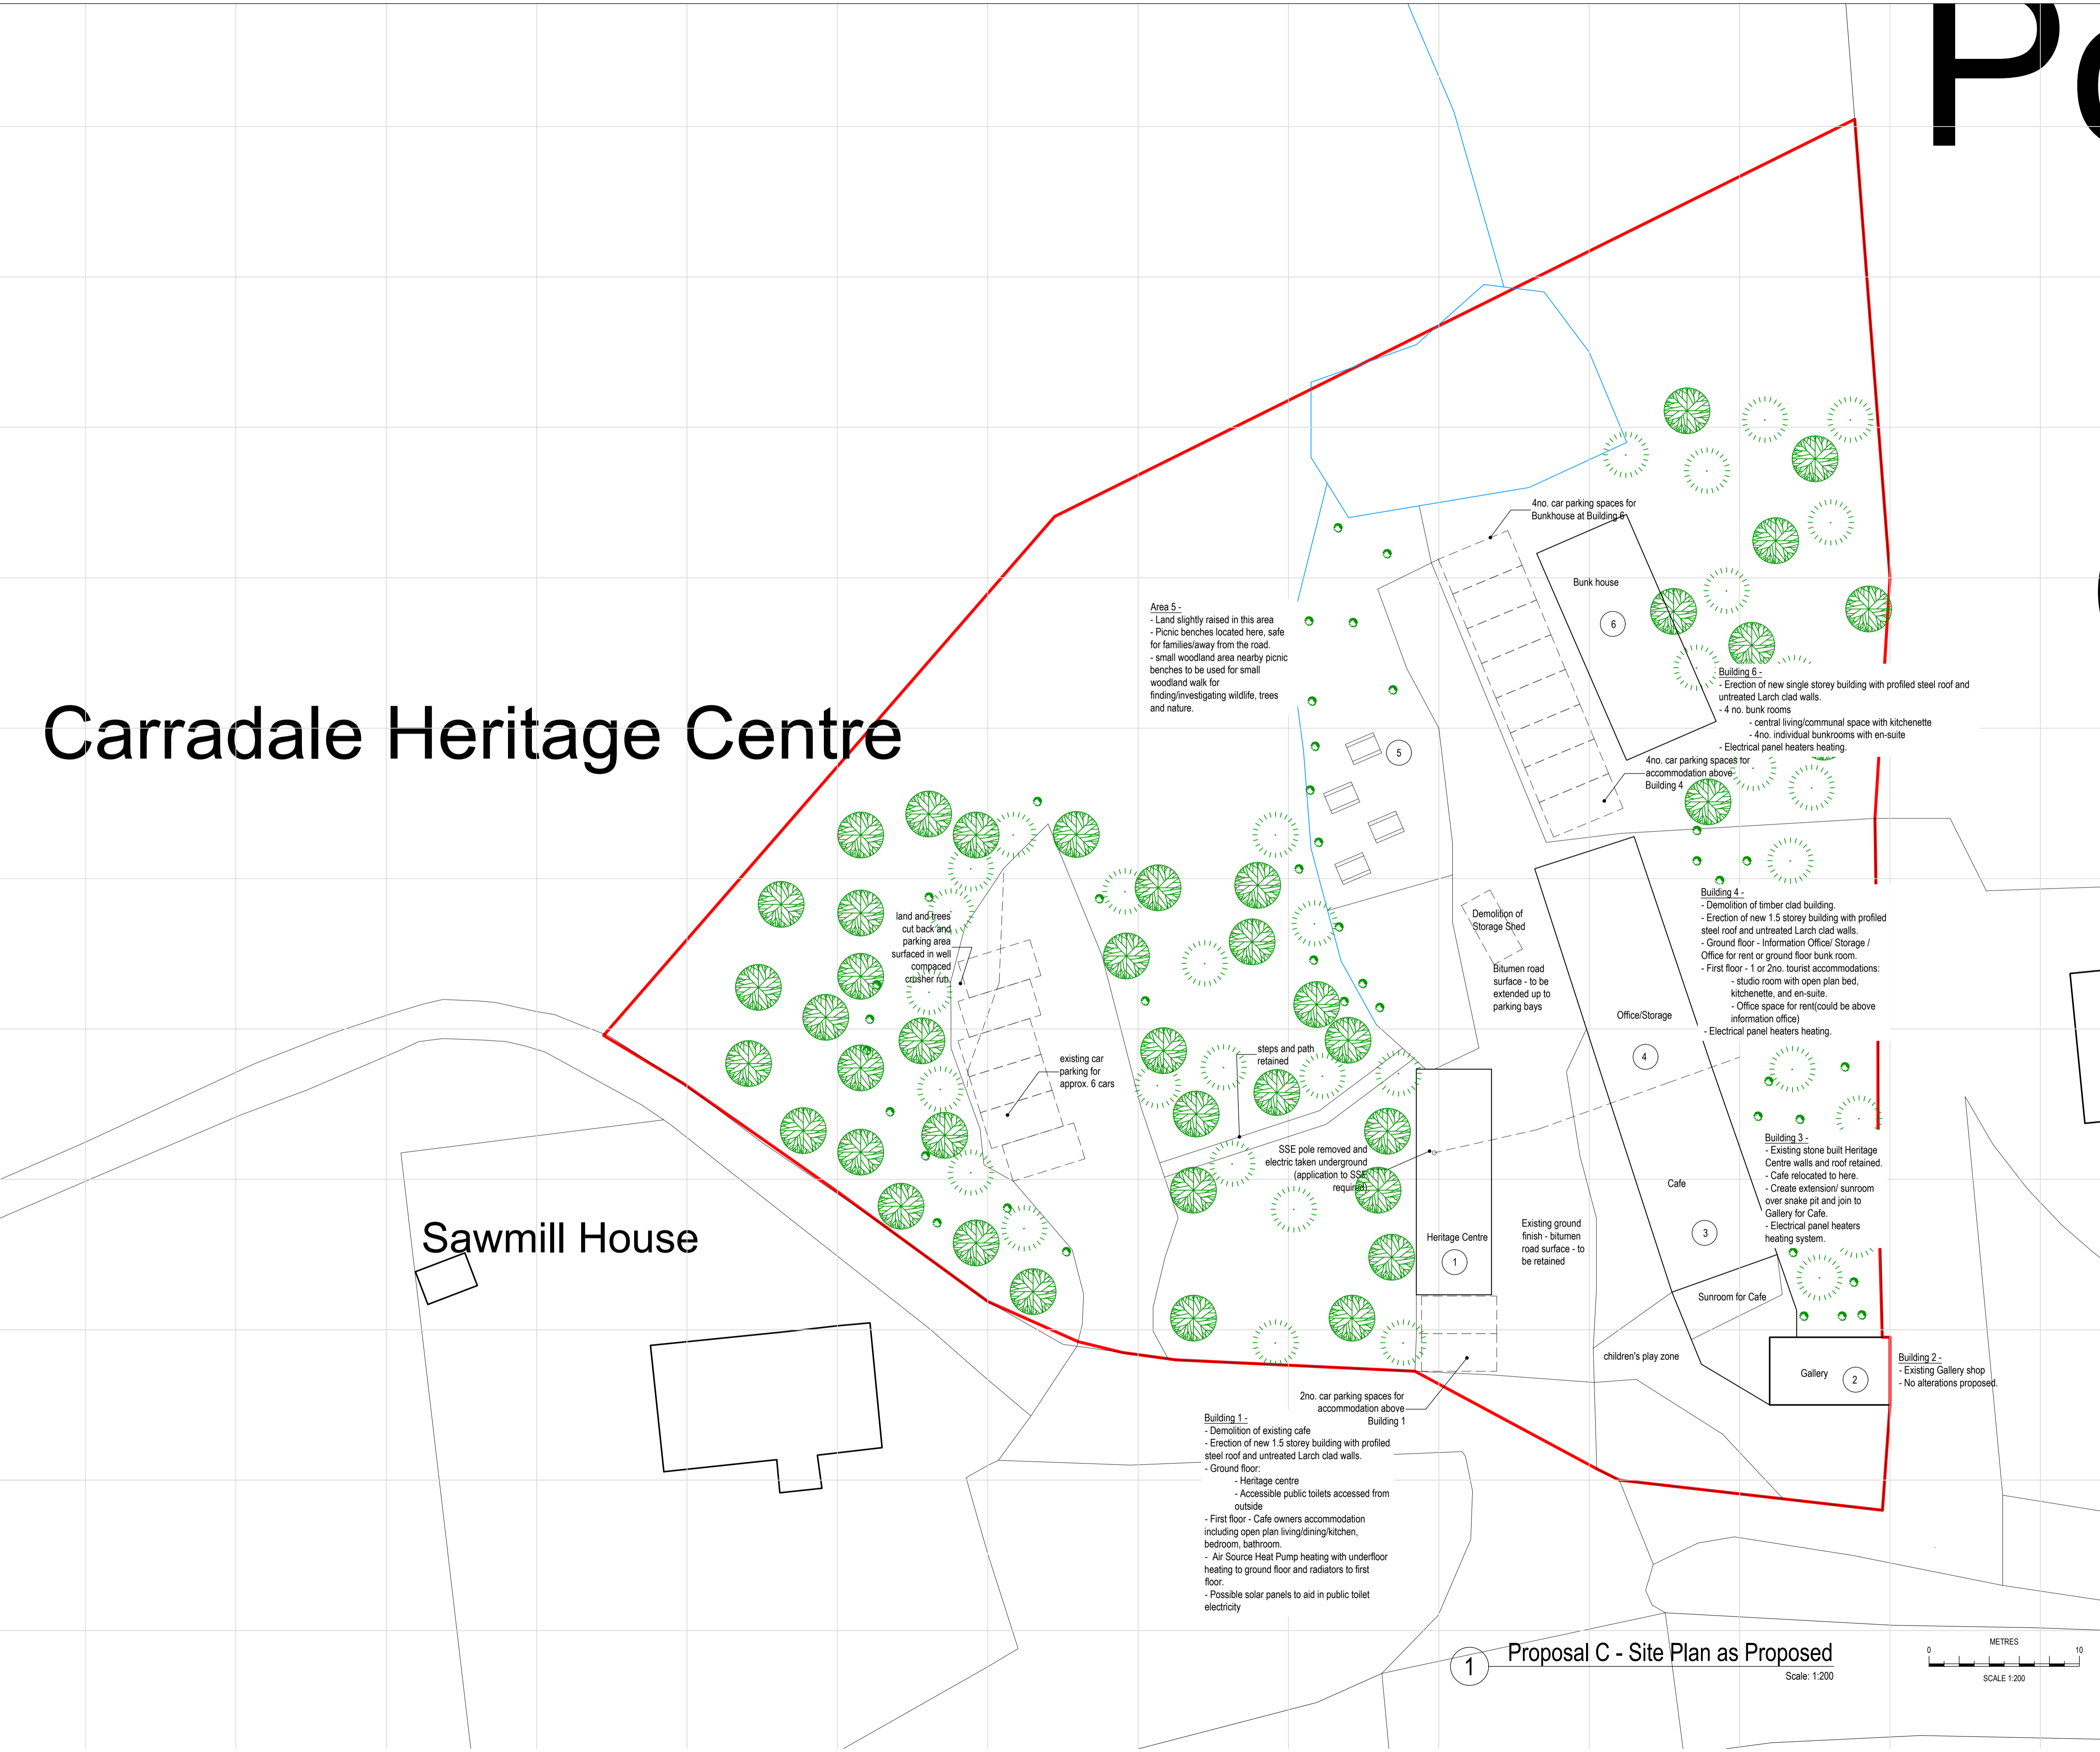 Po
4no. car parking spaces for
Bunkhouse at Building 6
Bunk house
6
Area 5 -
- Land slightly raised in this area
- Picnic benches located here, safe
for families/away from the road.
- small woodland area nearby picnic
benches to be used for small
woodland walk for
finding/investigating wildlife, trees
and nature.
Building 6 -
- Erection of new single storey building with profiled steel roof and
untreated Larch clad walls.
- 4 no. bunk rooms
- central living/communal space with kitchenette
- 4no. individual bunkrooms with en-suite
- Electrical panel heaters heating.
Carradale Heritage Centre
5
4no. car parking spaces for
accommodation above
Building 4
land and trees
cut back and
parking area
surfaced in well
compaced
crusher run.
Demolition of
Storage Shed
Building 4 -
- Demolition of timber clad building.
- Erection of new 1.5 storey building with profiled
steel roof and untreated Larch clad walls.
- Ground floor - Information Office/ Storage /
Office for rent or ground floor bunk room.
- First floor - 1 or 2no. tourist accommodations:
- studio room with open plan bed,
kitchenette, and en-suite.
- Office space for rent(could be above
information office)
- Electrical panel heaters heating.
Bitumen road
surface - to be
extended up to
parking bays
Office/Storage
4
existing car
parking for
approx. 6 cars
steps and path
retained
SSE pole removed and
electric taken underground
(application to SSE
required)
Building 3 -
- Existing stone built Heritage
Centre walls and roof retained.
- Cafe relocated to here.
- Create extension/ sunroom
over snake pit and join to
Gallery for Cafe.
- Electrical panel heaters
heating system.
Cafe
3
Sawmill House
Heritage Centre
1
Existing ground
finish - bitumen
road surface - to
be retained
Sunroom for Cafe
children's play zone
Gallery
2
Building 2 -
- Existing Gallery shop
- No alterations proposed.
2no. car parking spaces for
accommodation above
Building 1
Building 1 -
- Demolition of existing cafe
- Erection of new 1.5 storey building with profiled
steel roof and untreated Larch clad walls.
- Ground floor:
- Heritage centre
- Accessible public toilets accessed from
outside
- First floor - Cafe owners accommodation
including open plan living/dining/kitchen,
bedroom, bathroom.
- Air Source Heat Pump heating with underfloor
heating to ground floor and radiators to first
floor.
- Possible solar panels to aid in public toilet
electricity
1
Proposal C - Site Plan as Proposed
Scale: 1:200
METRES
0 10
SCALE 1:200